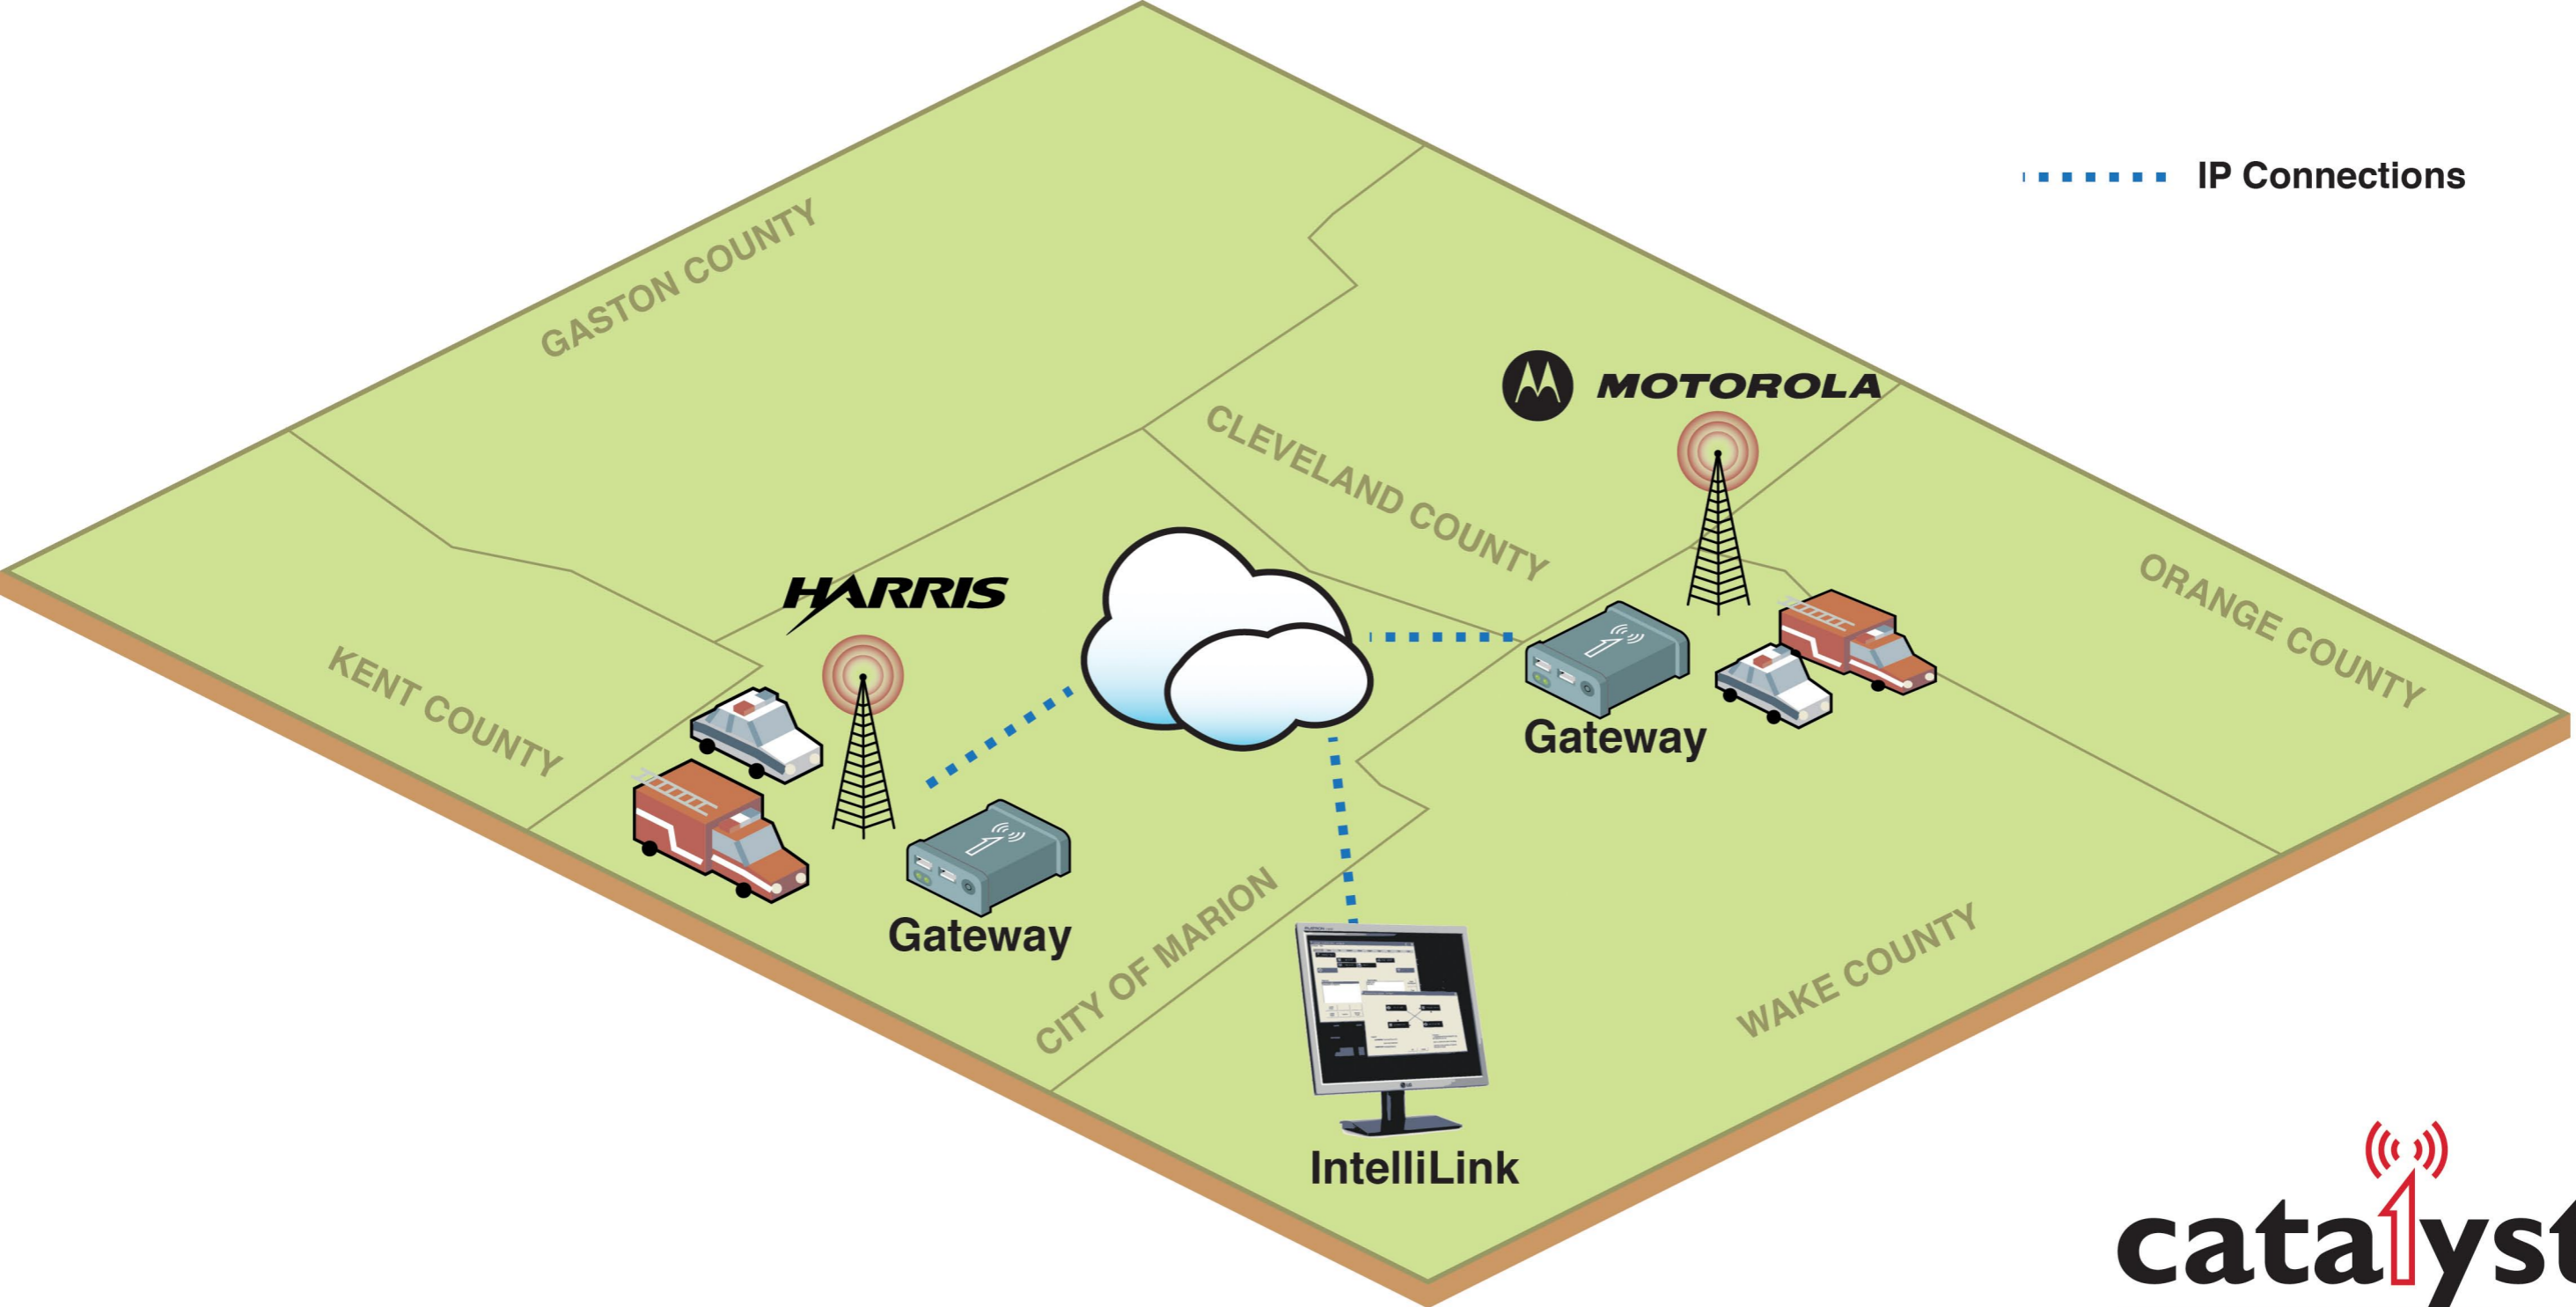 IP Connections
GASTON COUNTY
MOTOROLA
CLEVELAND COUNTY
ORANGE COUNTY
HARRIS
KENT COUNTY
Gateway
Gateway
CITY OF MARION
WAKE COUNTY
IntelliLink
catalyst